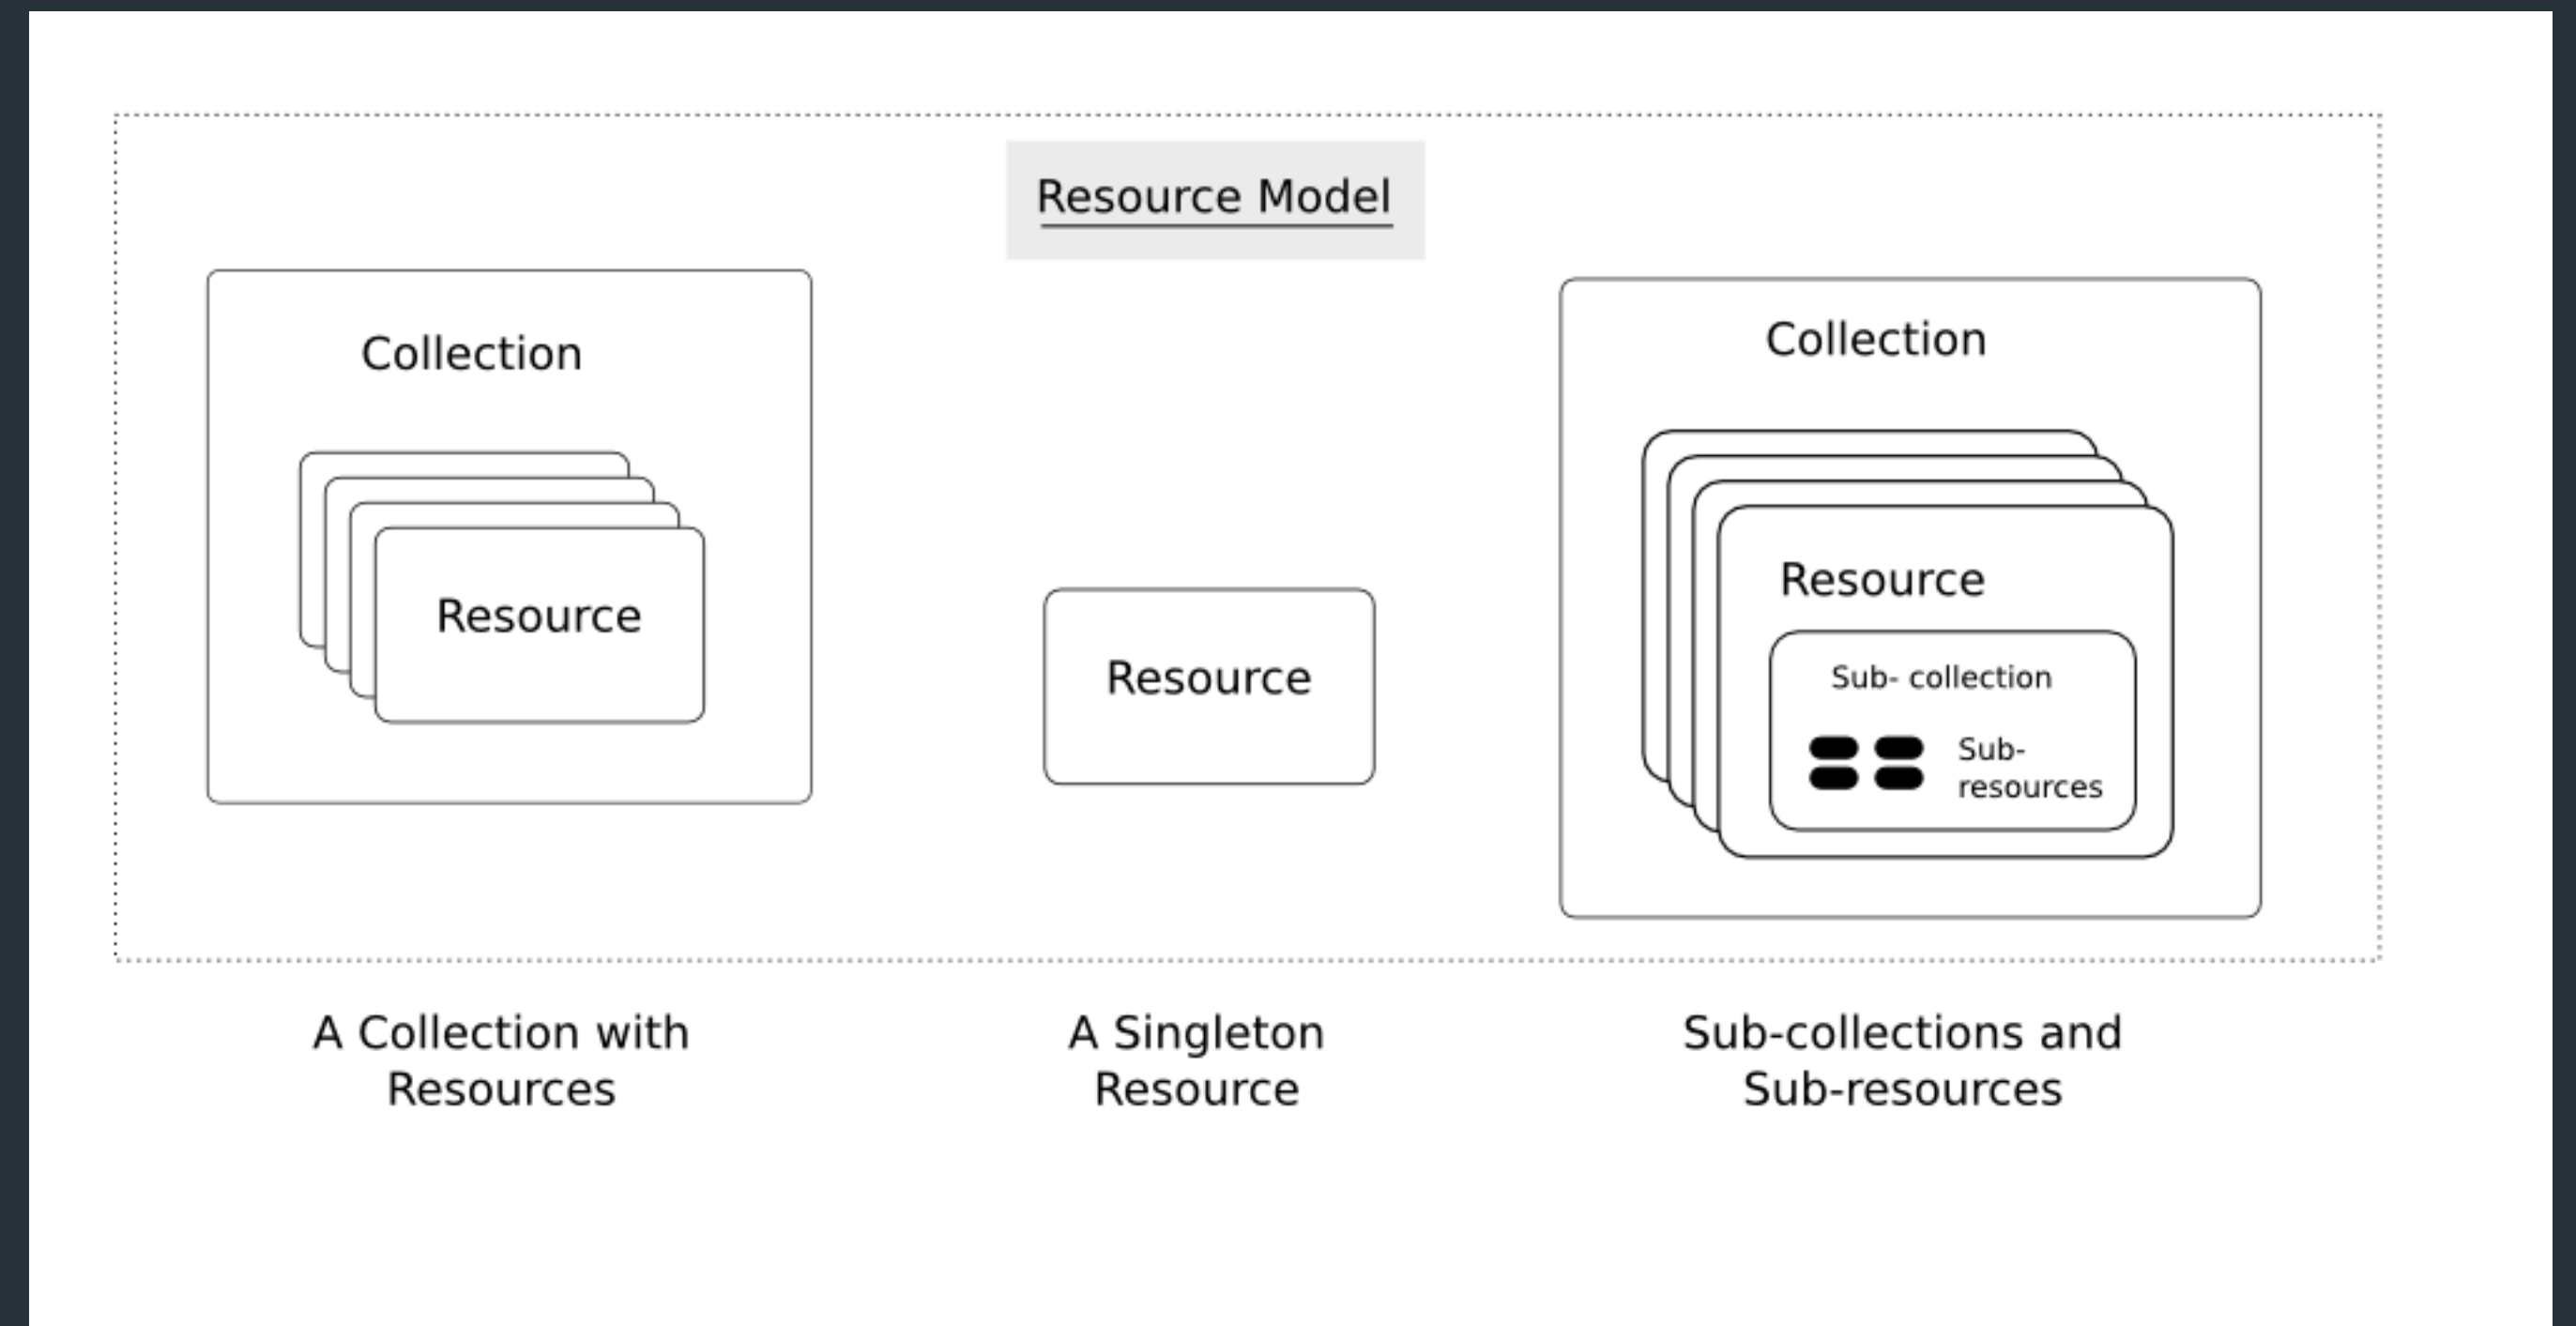 Resource Model
Collection
Resource
Resource
Collection
Resource
Sub- collection
Sub-
resources
A Collection with
Resources
A Singleton
Resource
Sub-collections and
Sub-resources